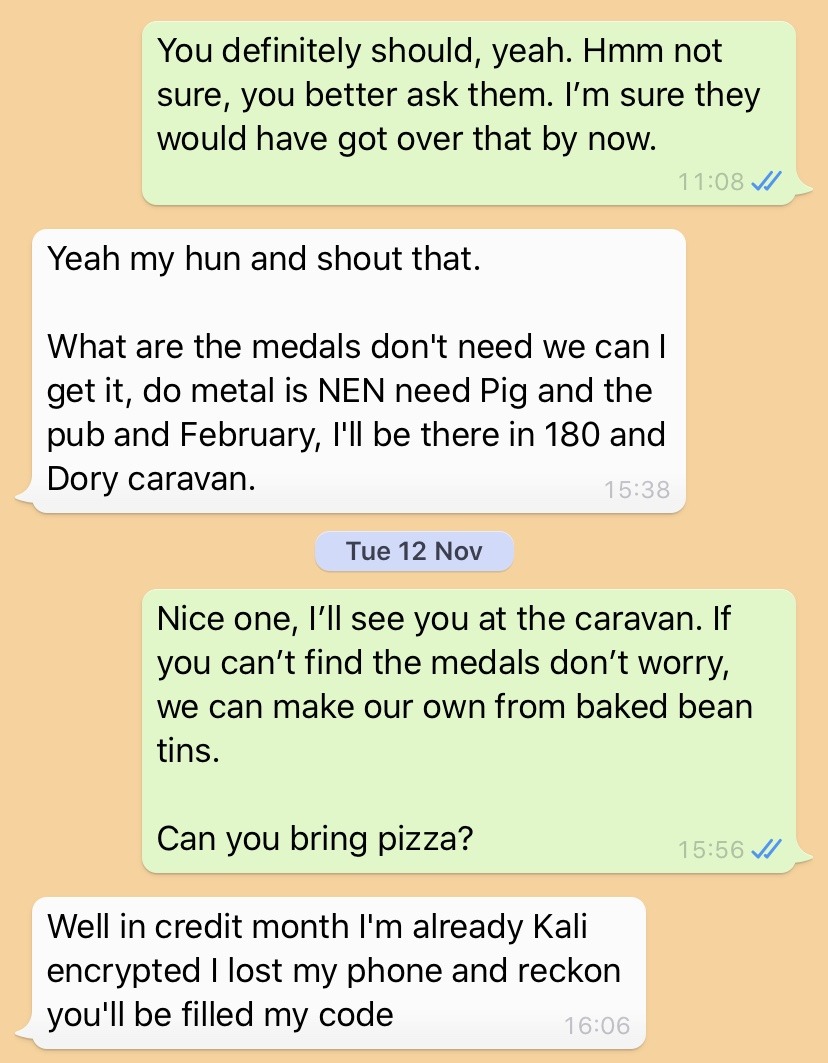 You definitely should, yeah. Hmm not
sure, you better ask them. I’m sure they
would have got over that by now.
11:08
Yeah my hun and shout that.
What are the medals don't need we can I
get it, do metal is NEN need Pig and the
pub and February, I'll be there in 180 and
Dory caravan.
15:38
Tue 12 Nov
Nice one, I’ll see you at the caravan. If
you can’t find the medals don’t worry,
we can make our own from baked bean
tins.
Can you bring pizza?
15:56
Well in credit month I'm already Kali
encrypted I lost my phone and reckon
you'll be filled my code
16:06